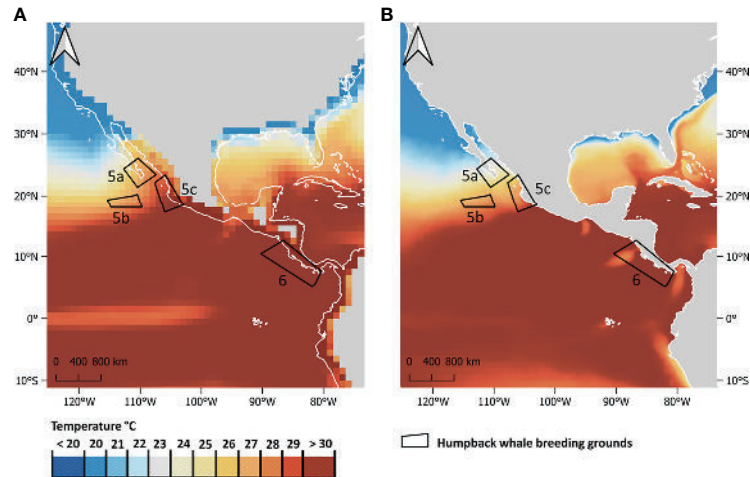 A
B
40°N
30°N
20°N
10°N
0°
10°S
5a
5b
5c
6
0 400 800 km
120°W 110°W 100°W 90°W 80°W
5a
5b
5c
6
0 400 800 km
120°W 110°W 100°W 90°W 80°W
40°N
30°N
20°N
10°N
0°
10°S
Temperature °C
< 20 20 21 22 23 24 25 26 27 28 29 > 30
Humpback whale breeding grounds